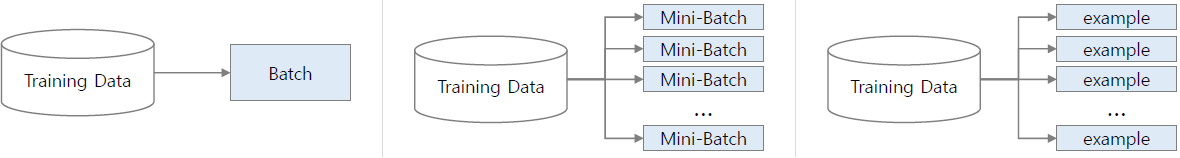 Training Data
Batch
Training Data
Mini-Batch
Mini-Batch
Mini-Batch
...
Mini-Batch
Training Data
example
example
example
...
example